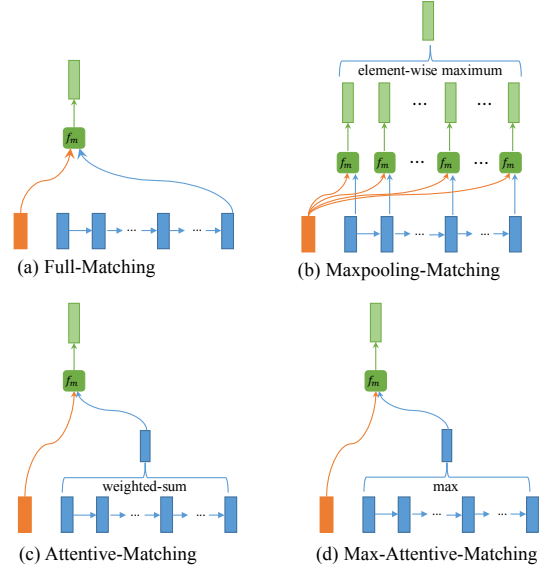 element-wise maximum
... ...
f_m
f_m f_m ... f_m ... f_m
... ...
... ...
(a) Full-Matching
(b) Maxpooling-Matching
f_m
f_m
weighted-sum
max
... ...
... ...
(c) Attentive-Matching
(d) Max-Attentive-Matching